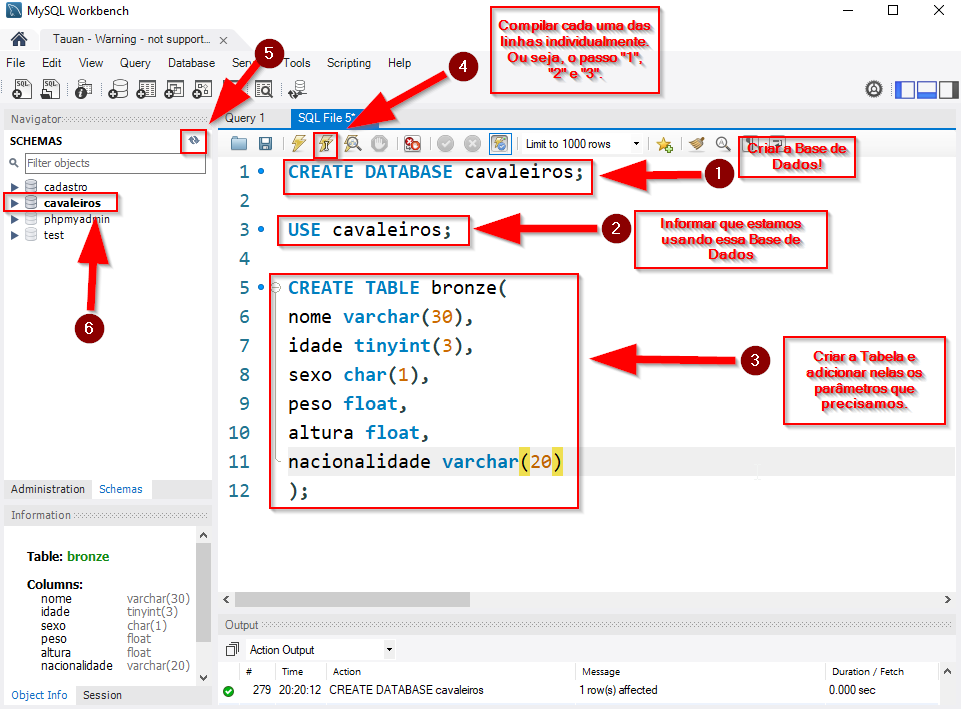 MySQL Workbench
Tauan - Warning - not support...
File Edit View Query Database Tools Scripting Help
Compilar cada uma das
linhas individualmente.
Ou seja, o passo "1",
"2" e "3".
5
4
Navigator
SCHEMAS
Filter objects
cadastro
cavaleiros
phpmyadmin
test
6
Query 1
SQL File 5*
Limit to 1000 rows
1 CREATE DATABASE cavaleiros;
2
3 USE cavaleiros;
4
5 CREATE TABLE bronze(
6 nome varchar(30),
7 idade tinyint(3),
8 sexo char(1),
9 peso float,
10 altura float,
11 nacionalidade varchar(20)
12 );
1
Criar a Base de
Dados!
2
Informar que estamos
usando essa Base de
Dados
3
Criar a Tabela e
adicionar nelas os
parâmetros que
precisamos.
Administration Schemas
Information
Table: bronze
Columns:
nome varchar(30)
idade tinyint(3)
sexo char(1)
peso float
altura float
nacionalidade varchar(20)
Object Info Session
Output
Action Output
# Time Action Message Duration / Fetch
279 20:20:12 CREATE DATABASE cavaleiros 1 row(s) affected 0.000 sec